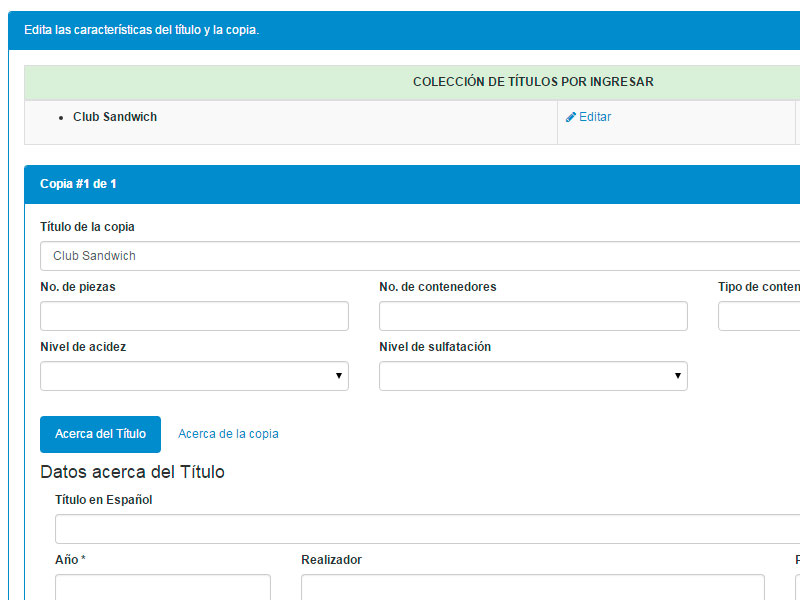 Edita las características del título y la copia.
COLECCIÓN DE TÍTULOS POR INGRESAR
• Club Sandwich
Editar
Copia #1 de 1
Título de la copia
Club Sandwich
No. de piezas No. de contenedores Tipo de conten
Nivel de acidez Nivel de sulfatación
Acerca del Título Acerca de la copia
Datos acerca del Título
Título en Español
Año * Realizador